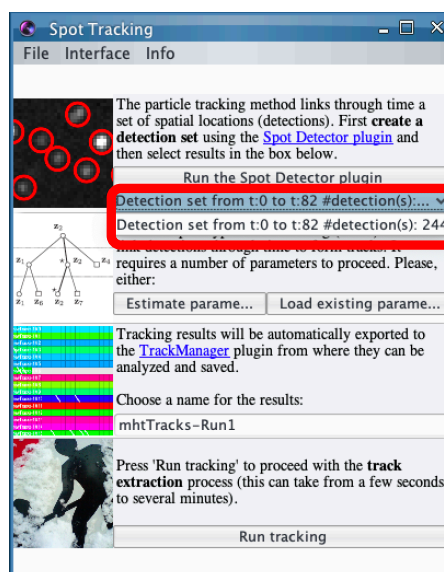 Spot Tracking
File Interface Info
The particle tracking method links through time a
set of spatial locations (detections). First create a
detection set using the Spot Detector plugin and
then select results in the box below.
Run the Spot Detector plugin
Detection set from t:0 to t:82 #detection(s):...
Detection set from t:0 to t:82 #detection(s): 244
requires a number of parameters to proceed. Please,
either:
Estimate parame... Load existing parame...
Tracking results will be automatically exported to
the TrackManager plugin from where they can be
analyzed and saved.
Choose a name for the results:
mhtTracks-Run1
Press 'Run tracking' to proceed with the track
extraction process (this can take from a few seconds
to several minutes).
Run tracking